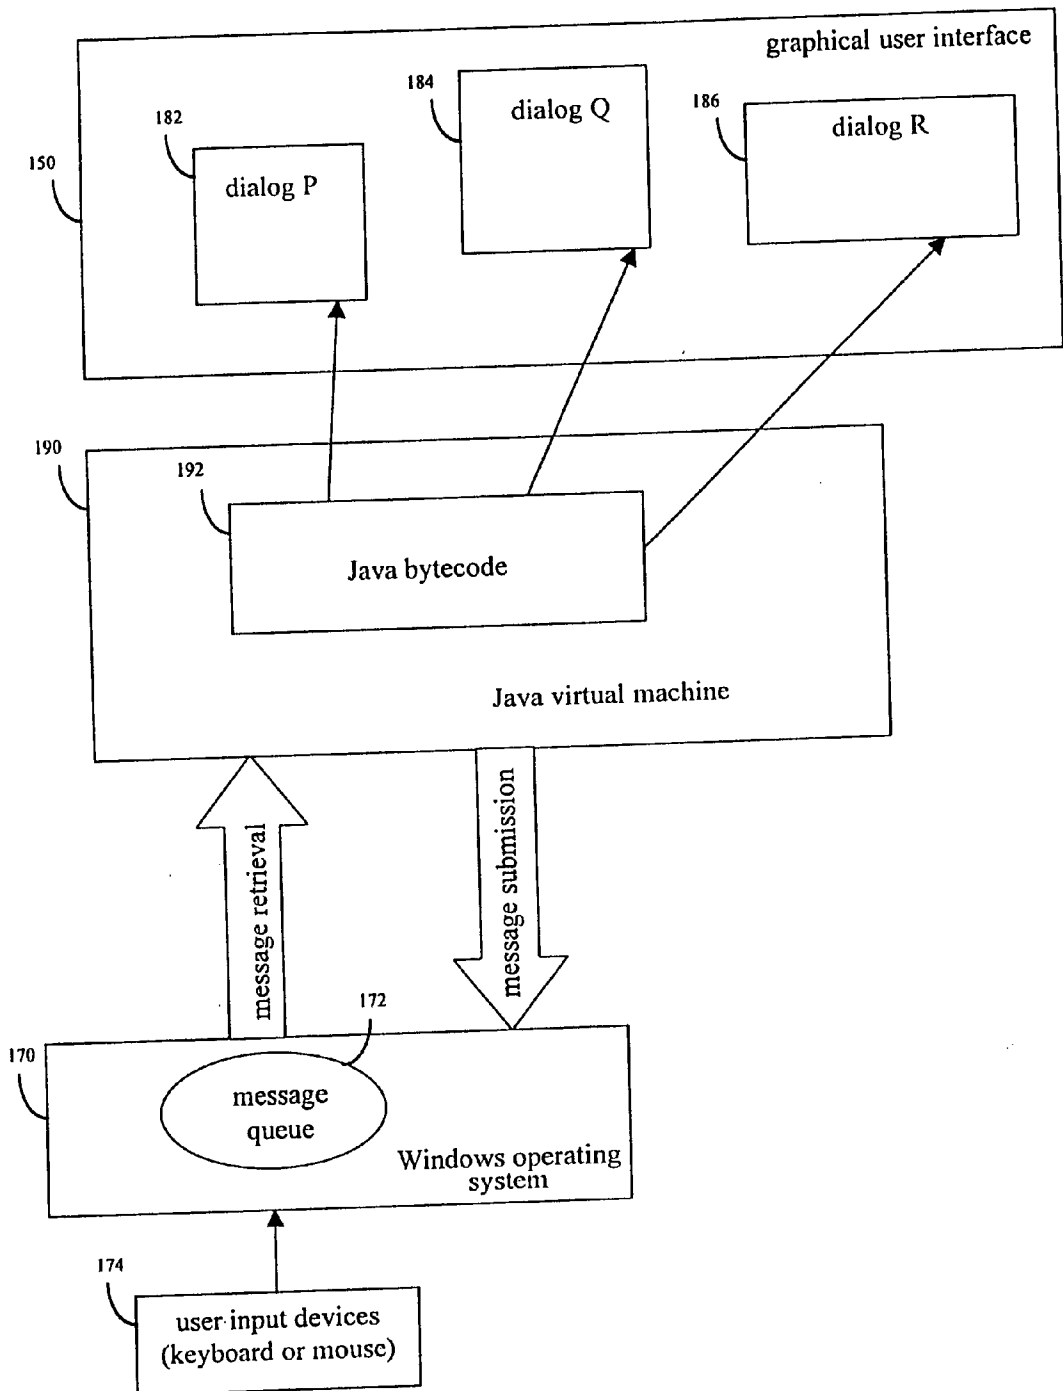 graphical user interface
184
dialog Q
186
dialog R
182
dialog P
150
190
192
Java bytecode
Java virtual machine
message retrieval
message submission
172
170
message
queue
Windows operating
system
174
user input devices
(keyboard or mouse)